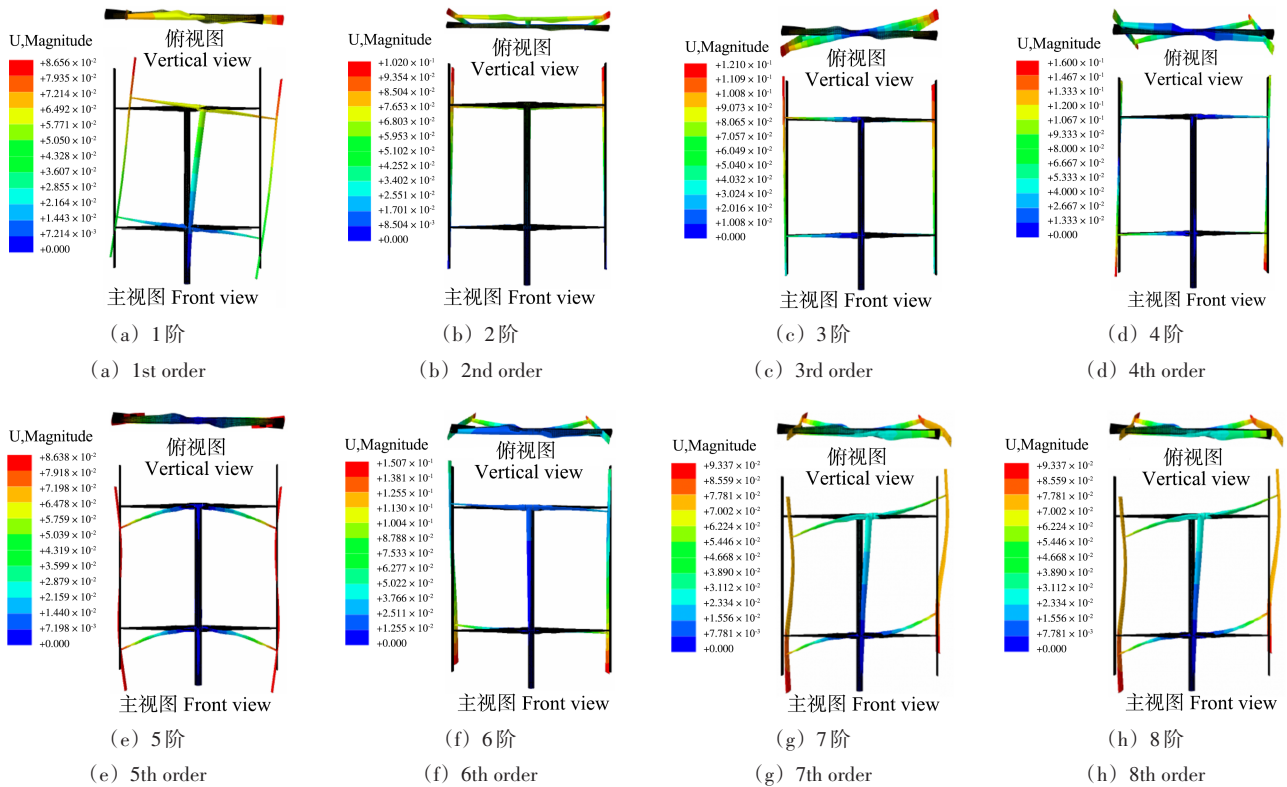 U,Magnitude
+8.656 × 10⁻²
+7.935 × 10⁻²
+7.214 × 10⁻²
+6.492 × 10⁻²
+5.771 × 10⁻²
+5.050 × 10⁻²
+4.328 × 10⁻²
+3.607 × 10⁻²
+2.855 × 10⁻²
+2.164 × 10⁻²
+1.443 × 10⁻²
+7.214 × 10⁻³
+0.000
俯视图
Vertical view
主视图 Front view
（a）1阶
（a）1st order
U,Magnitude
+1.020 × 10⁻¹
+9.354 × 10⁻²
+8.504 × 10⁻²
+7.653 × 10⁻²
+6.803 × 10⁻²
+5.953 × 10⁻²
+5.102 × 10⁻²
+4.252 × 10⁻²
+3.402 × 10⁻²
+2.551 × 10⁻²
+1.701 × 10⁻²
+8.504 × 10⁻³
+0.000
俯视图
Vertical view
主视图 Front view
（b）2阶
（b）2nd order
U,Magnitude
+1.210 × 10⁻¹
+1.109 × 10⁻¹
+1.008 × 10⁻¹
+9.073 × 10⁻²
+8.065 × 10⁻²
+7.057 × 10⁻²
+6.049 × 10⁻²
+5.040 × 10⁻²
+4.032 × 10⁻²
+3.024 × 10⁻²
+2.016 × 10⁻²
+1.008 × 10⁻²
+0.000
俯视图
Vertical view
主视图 Front view
（c）3阶
（c）3rd order
U,Magnitude
+1.600 × 10⁻¹
+1.467 × 10⁻¹
+1.333 × 10⁻¹
+1.200 × 10⁻¹
+1.067 × 10⁻¹
+9.333 × 10⁻²
+8.000 × 10⁻²
+6.667 × 10⁻²
+5.333 × 10⁻²
+4.000 × 10⁻²
+2.667 × 10⁻²
+1.333 × 10⁻²
+0.000
俯视图
Vertical view
主视图 Front view
（d）4阶
（d）4th order
U,Magnitude
+8.638 × 10⁻²
+7.918 × 10⁻²
+7.198 × 10⁻²
+6.478 × 10⁻²
+5.759 × 10⁻²
+5.039 × 10⁻²
+4.319 × 10⁻²
+3.599 × 10⁻²
+2.879 × 10⁻²
+2.159 × 10⁻²
+1.440 × 10⁻²
+7.198 × 10⁻³
+0.000
俯视图
Vertical view
主视图 Front view
（e）5阶
（e）5th order
U,Magnitude
+1.507 × 10⁻¹
+1.381 × 10⁻¹
+1.255 × 10⁻¹
+1.130 × 10⁻¹
+1.004 × 10⁻¹
+8.788 × 10⁻²
+7.533 × 10⁻²
+6.277 × 10⁻²
+5.022 × 10⁻²
+3.766 × 10⁻²
+2.511 × 10⁻²
+1.255 × 10⁻²
+0.000
俯视图
Vertical view
主视图 Front view
（f）6阶
（f）6th order
U,Magnitude
+9.337 × 10⁻²
+8.559 × 10⁻²
+7.781 × 10⁻²
+7.002 × 10⁻²
+6.224 × 10⁻²
+5.446 × 10⁻²
+4.668 × 10⁻²
+3.890 × 10⁻²
+3.112 × 10⁻²
+2.334 × 10⁻²
+1.556 × 10⁻²
+7.781 × 10⁻³
+0.000
俯视图
Vertical view
主视图 Front view
（g）7阶
（g）7th order
U,Magnitude
+9.337 × 10⁻²
+8.559 × 10⁻²
+7.781 × 10⁻²
+7.002 × 10⁻²
+6.224 × 10⁻²
+5.446 × 10⁻²
+4.668 × 10⁻²
+3.890 × 10⁻²
+3.112 × 10⁻²
+2.334 × 10⁻²
+1.556 × 10⁻²
+7.781 × 10⁻³
+0.000
俯视图
Vertical view
主视图 Front view
（h）8阶
（h）8th order